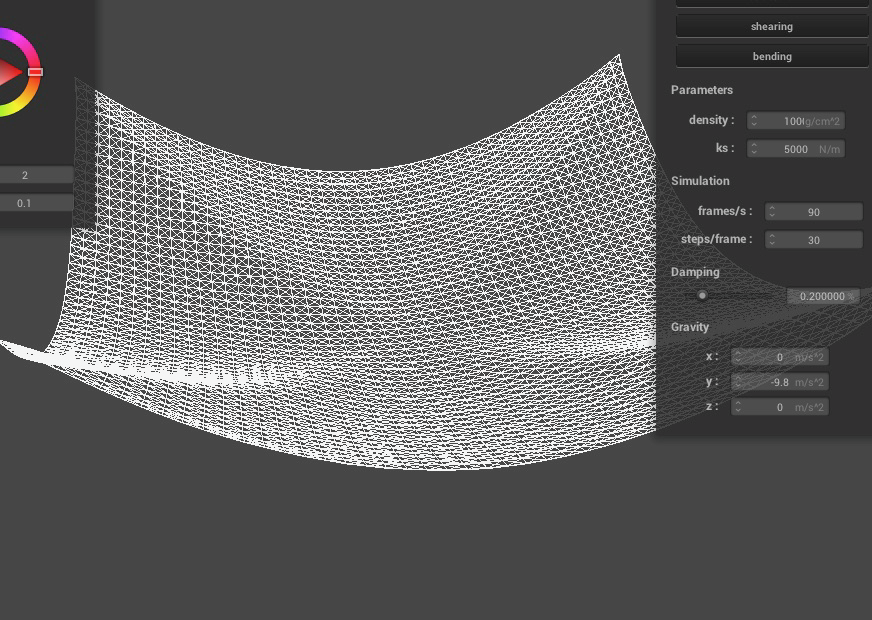 shearing
bending
Parameters
density : g/cm^2
ks : 5000 N/m
2
Simulation
0.1
frames/s : 90
steps/frame : 30
Damping
0.200000 %
Gravity
x : 0 m/s^2
y : -9.8 m/s^2
z : 0 m/s^2